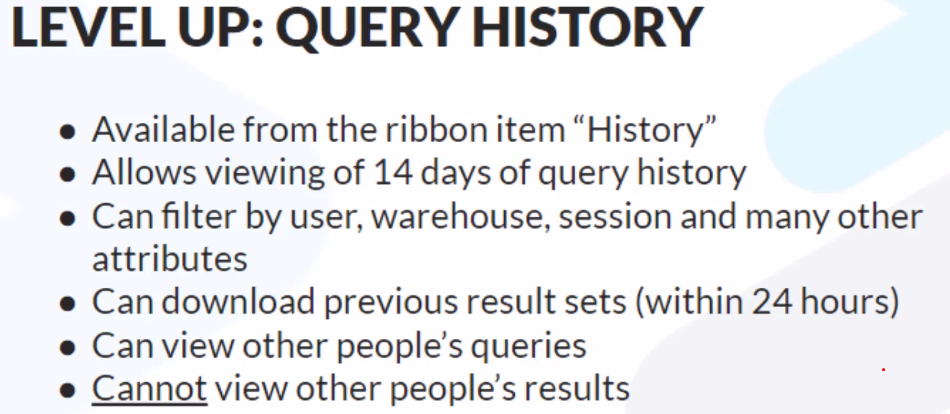 LEVEL UP: QUERY HISTORY
● Available from the ribbon item “History”
● Allows viewing of 14 days of query history
● Can filter by user, warehouse, session and many other
attributes
● Can download previous result sets (within 24 hours)
● Can view other people’s queries
● Cannot view other people’s results